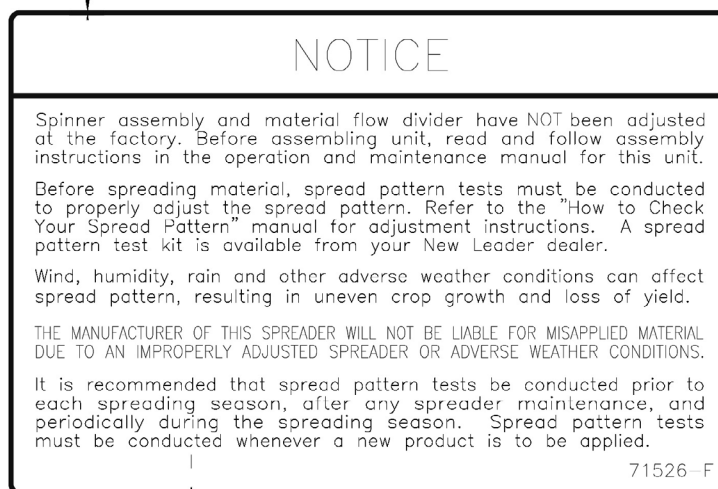 NOTICE
Spinner assembly and material flow divider have NOT been adjusted
at the factory. Before assembling unit, read and follow assembly
instructions in the operation and maintenance manual for this unit.
Before spreading material, spread pattern tests must be conducted
to properly adjust the spread pattern. Refer to the "How to Check
Your Spread Pattern" manual for adjustment instructions. A spread
pattern test kit is available from your New Leader dealer.
Wind, humidity, rain and other adverse weather conditions can affect
spread pattern, resulting in uneven crop growth and loss of yield.
THE MANUFACTURER OF THIS SPREADER WILL NOT BE LIABLE FOR MISAPPLIED MATERIAL
DUE TO AN IMPROPERLY ADJUSTED SPREADER OR ADVERSE WEATHER CONDITIONS.
It is recommended that spread pattern tests be conducted prior to
each spreading season, after any spreader maintenance, and
periodically during the spreading season. Spread pattern tests
must be conducted whenever a new product is to be applied.
71526-F